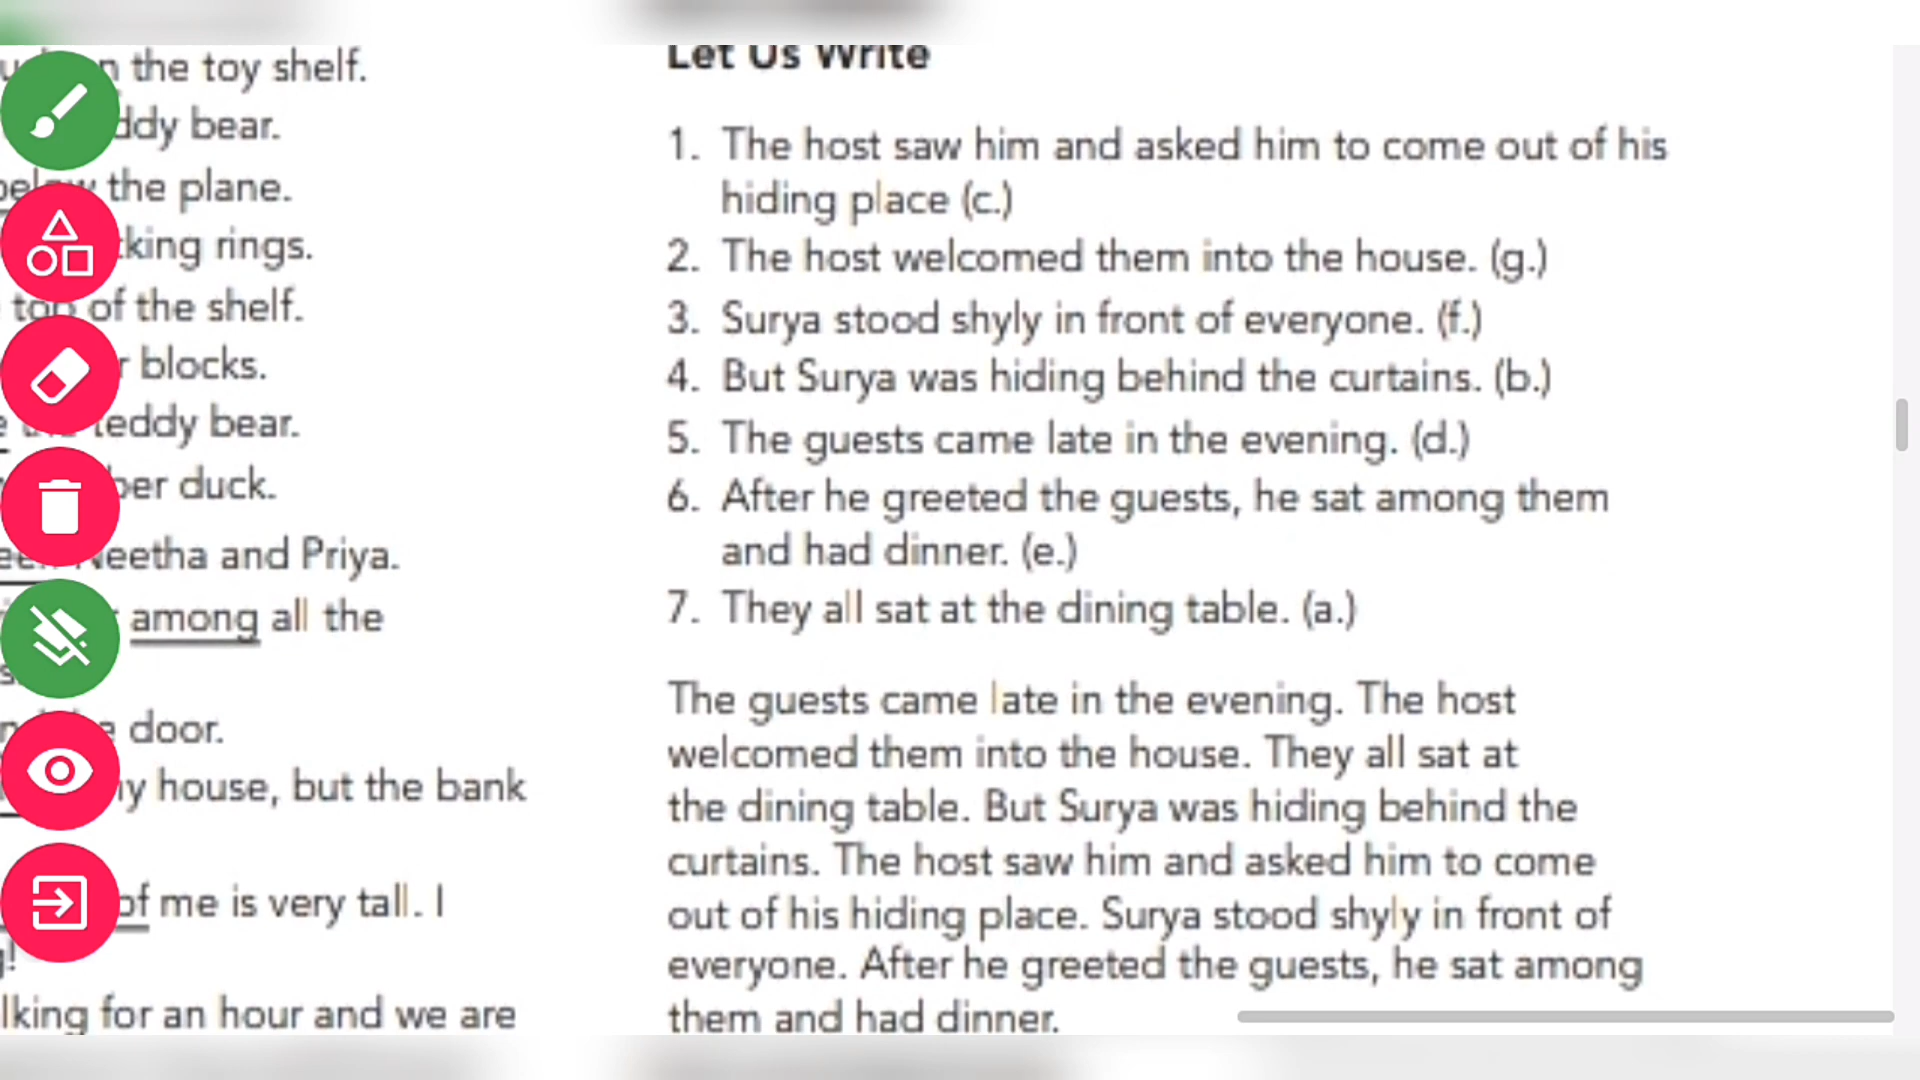 the toy shelf.
ddy bear.
the plane.
king rings.
top of the shelf.
r blocks.
teddy bear.
ber duck.
Neetha and Priya.
among all the
door.
y house, but the bank
of me is very tall. I
lking for an hour and we are
Let Us Write
1. The host saw him and asked him to come out of his
hiding place (c.)
2. The host welcomed them into the house. (g.)
3. Surya stood shyly in front of everyone. (f.)
4. But Surya was hiding behind the curtains. (b.)
5. The guests came late in the evening. (d.)
6. After he greeted the guests, he sat among them
and had dinner. (e.)
7. They all sat at the dining table. (a.)
The guests came late in the evening. The host
welcomed them into the house. They all sat at
the dining table. But Surya was hiding behind the
curtains. The host saw him and asked him to come
out of his hiding place. Surya stood shyly in front of
everyone. After he greeted the guests, he sat among
them and had dinner.